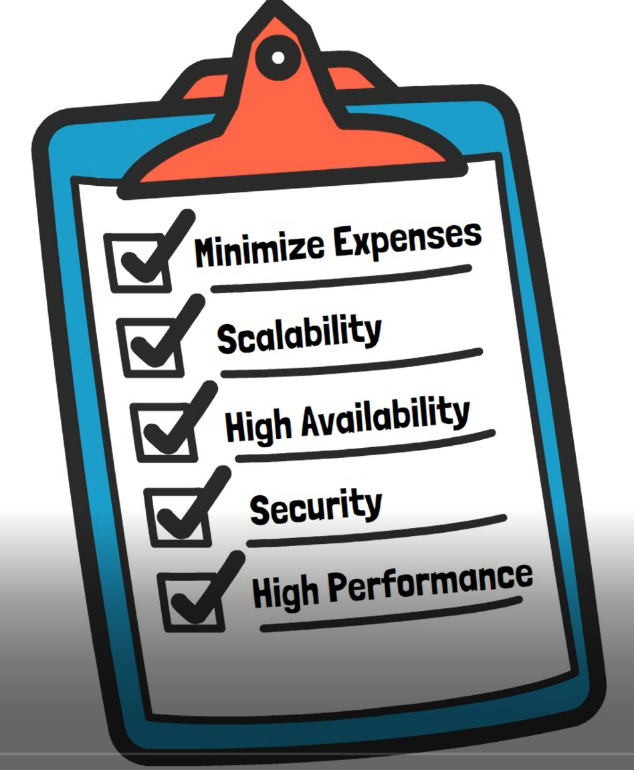 Minimize Expenses
Scalability
High Availability
Security
High Performance